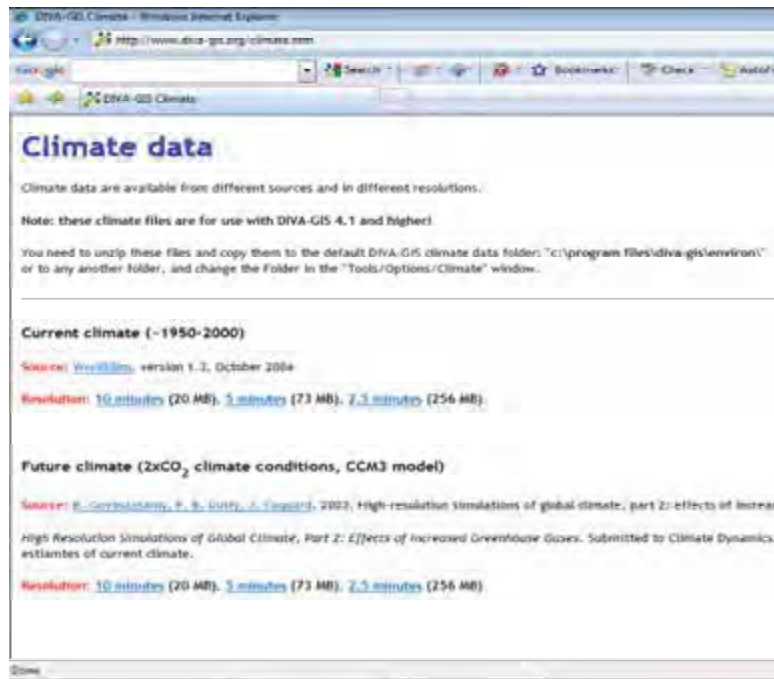 DIVA-GIS Climate - Windows Internet Explorer
http://www.diva-gis.org/climate.htm
Search
Bookmarks
Check
DIVA-GIS Climate
Climate data
Climate data are available from different sources and in different resolutions.
Note: these climate files are for use with DIVA-GIS 4.1 and higher!
You need to unzip these files and copy them to the default DIVA-GIS climate data folder: "c:\program files\diva-gis\environ\"
or to any another folder, and change the Folder in the "Tools/Options/Climate" window.
Current climate (~1950-2000)
Source: WorldClim, version 1.3, October 2004
Resolution: 10 minutes (20 MB), 5 minutes (73 MB), 2.5 minutes (256 MB)
Future climate (2xCO2 climate conditions, CCM3 model)
Source: B. Govindasamy, P. B. Duffy, J. Coquard, 2003, High-resolution simulations of global climate, part 2: effects of increa
High Resolution Simulations of Global Climate, Part 2: Effects of Increased Greenhouse Gases. Submitted to Climate Dynamics.
estiamtes of current climate.
Resolution: 10 minutes (20 MB), 5 minutes (73 MB), 2.5 minutes (256 MB)
Done